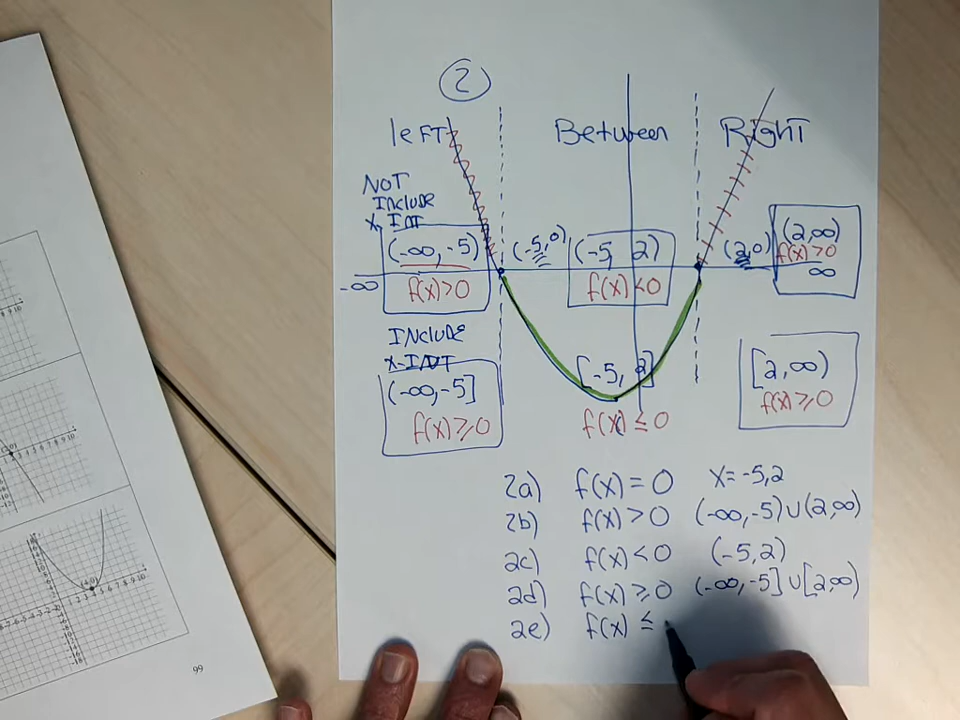 2
left Between Right
NOT
INCLUDE
X INT
(-∞, -5) (-5,0) (-5, 2) (2,0) (2,∞)
f(x)>0
-∞ f(x)>0 f(x)<0 ∞
INCLUDE
X-INT
(-∞,-5] [-5, 2] [2,∞)
f(x)≥0 f(x)≤0 f(x)≥0
2a) f(x)=0 X=-5,2
2b) f(x)>0 (-∞,-5)∪(2,∞)
2c) f(x)<0 (-5,2)
2d) f(x)≥0 (-∞,-5]∪[2,∞)
2e) f(x)≤
99